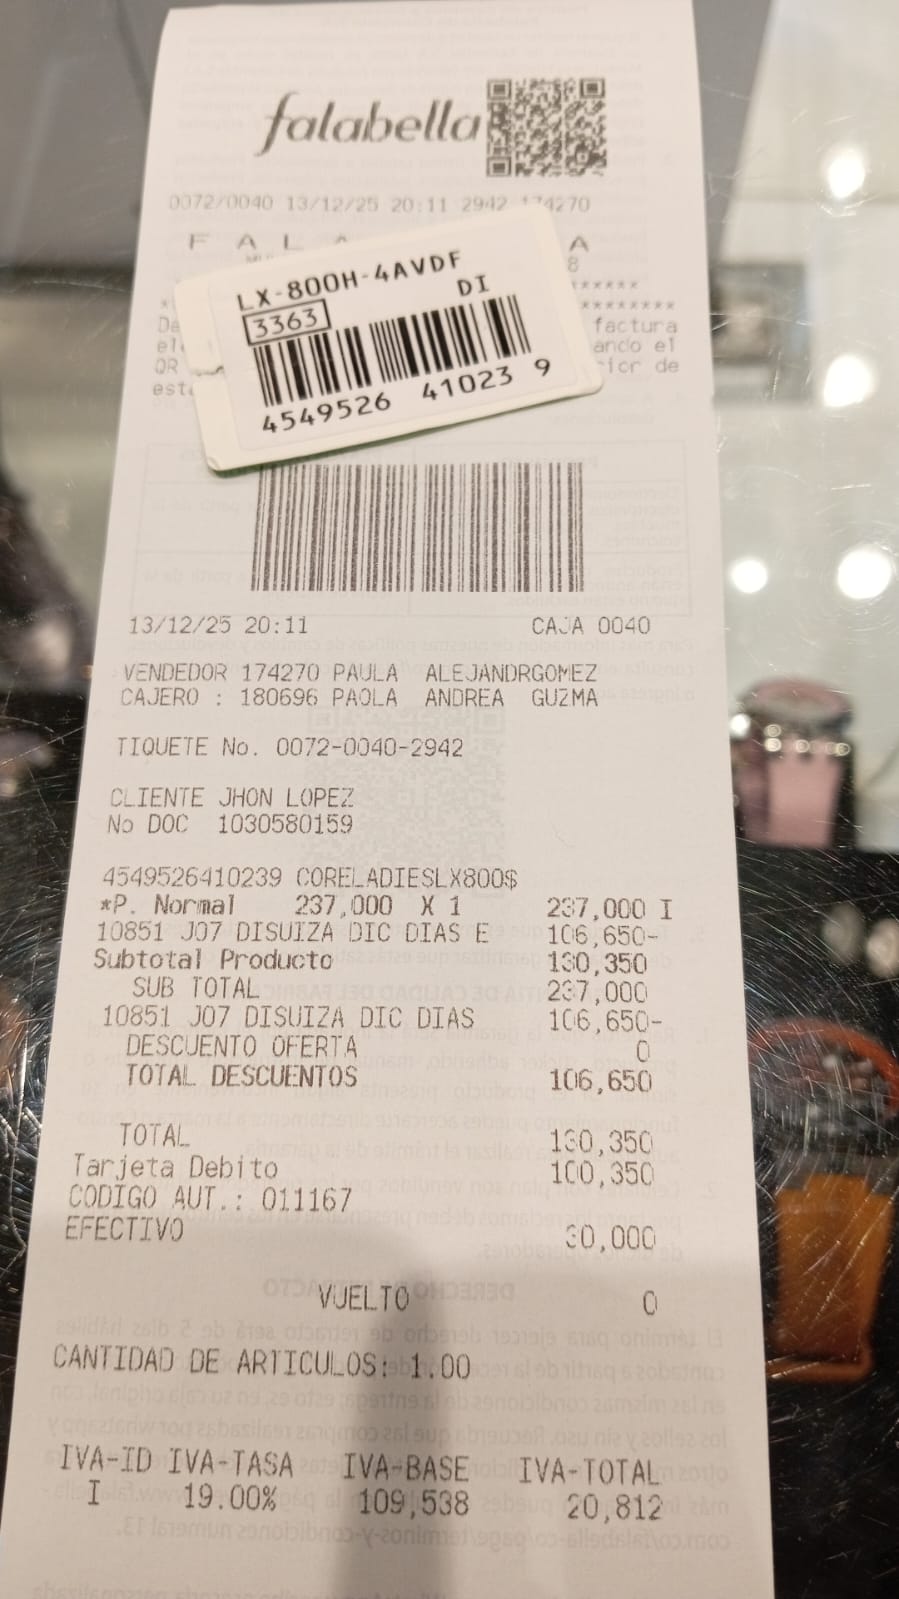 falabella
0072/0040 13/12/25 20:11 2942 174270
F A L A A
8
LX-800H-4AVDF
DI
3363
4549526 41023 9
factura
ando el
QR
rior de
13/12/25 20:11 CAJA 0040
VENDEDOR 174270 PAULA ALEJANDRGOMEZ
CAJERO : 180696 PAOLA ANDREA GUZMA
TIQUETE No. 0072-0040-2942
CLIENTE JHON LOPEZ
No DOC 1030580159
4549526410239 CORELADIESLX800$
*P. Normal 237,000 X 1 237,000 I
10851 J07 DISUIZA DIC DIAS E 106,650-
Subtotal Producto 130,350
SUB TOTAL 237,000
10851 J07 DISUIZA DIC DIAS 106,650-
DESCUENTO OFERTA 0
TOTAL DESCUENTOS 106,650
TOTAL 130,350
Tarjeta Debito 100,350
CODIGO AUT.: 011167
EFECTIVO 30,000
VUELTO 0
CANTIDAD DE ARTICULOS: 1.00
IVA-ID IVA-TASA IVA-BASE IVA-TOTAL
I 19.00% 109,538 20,812